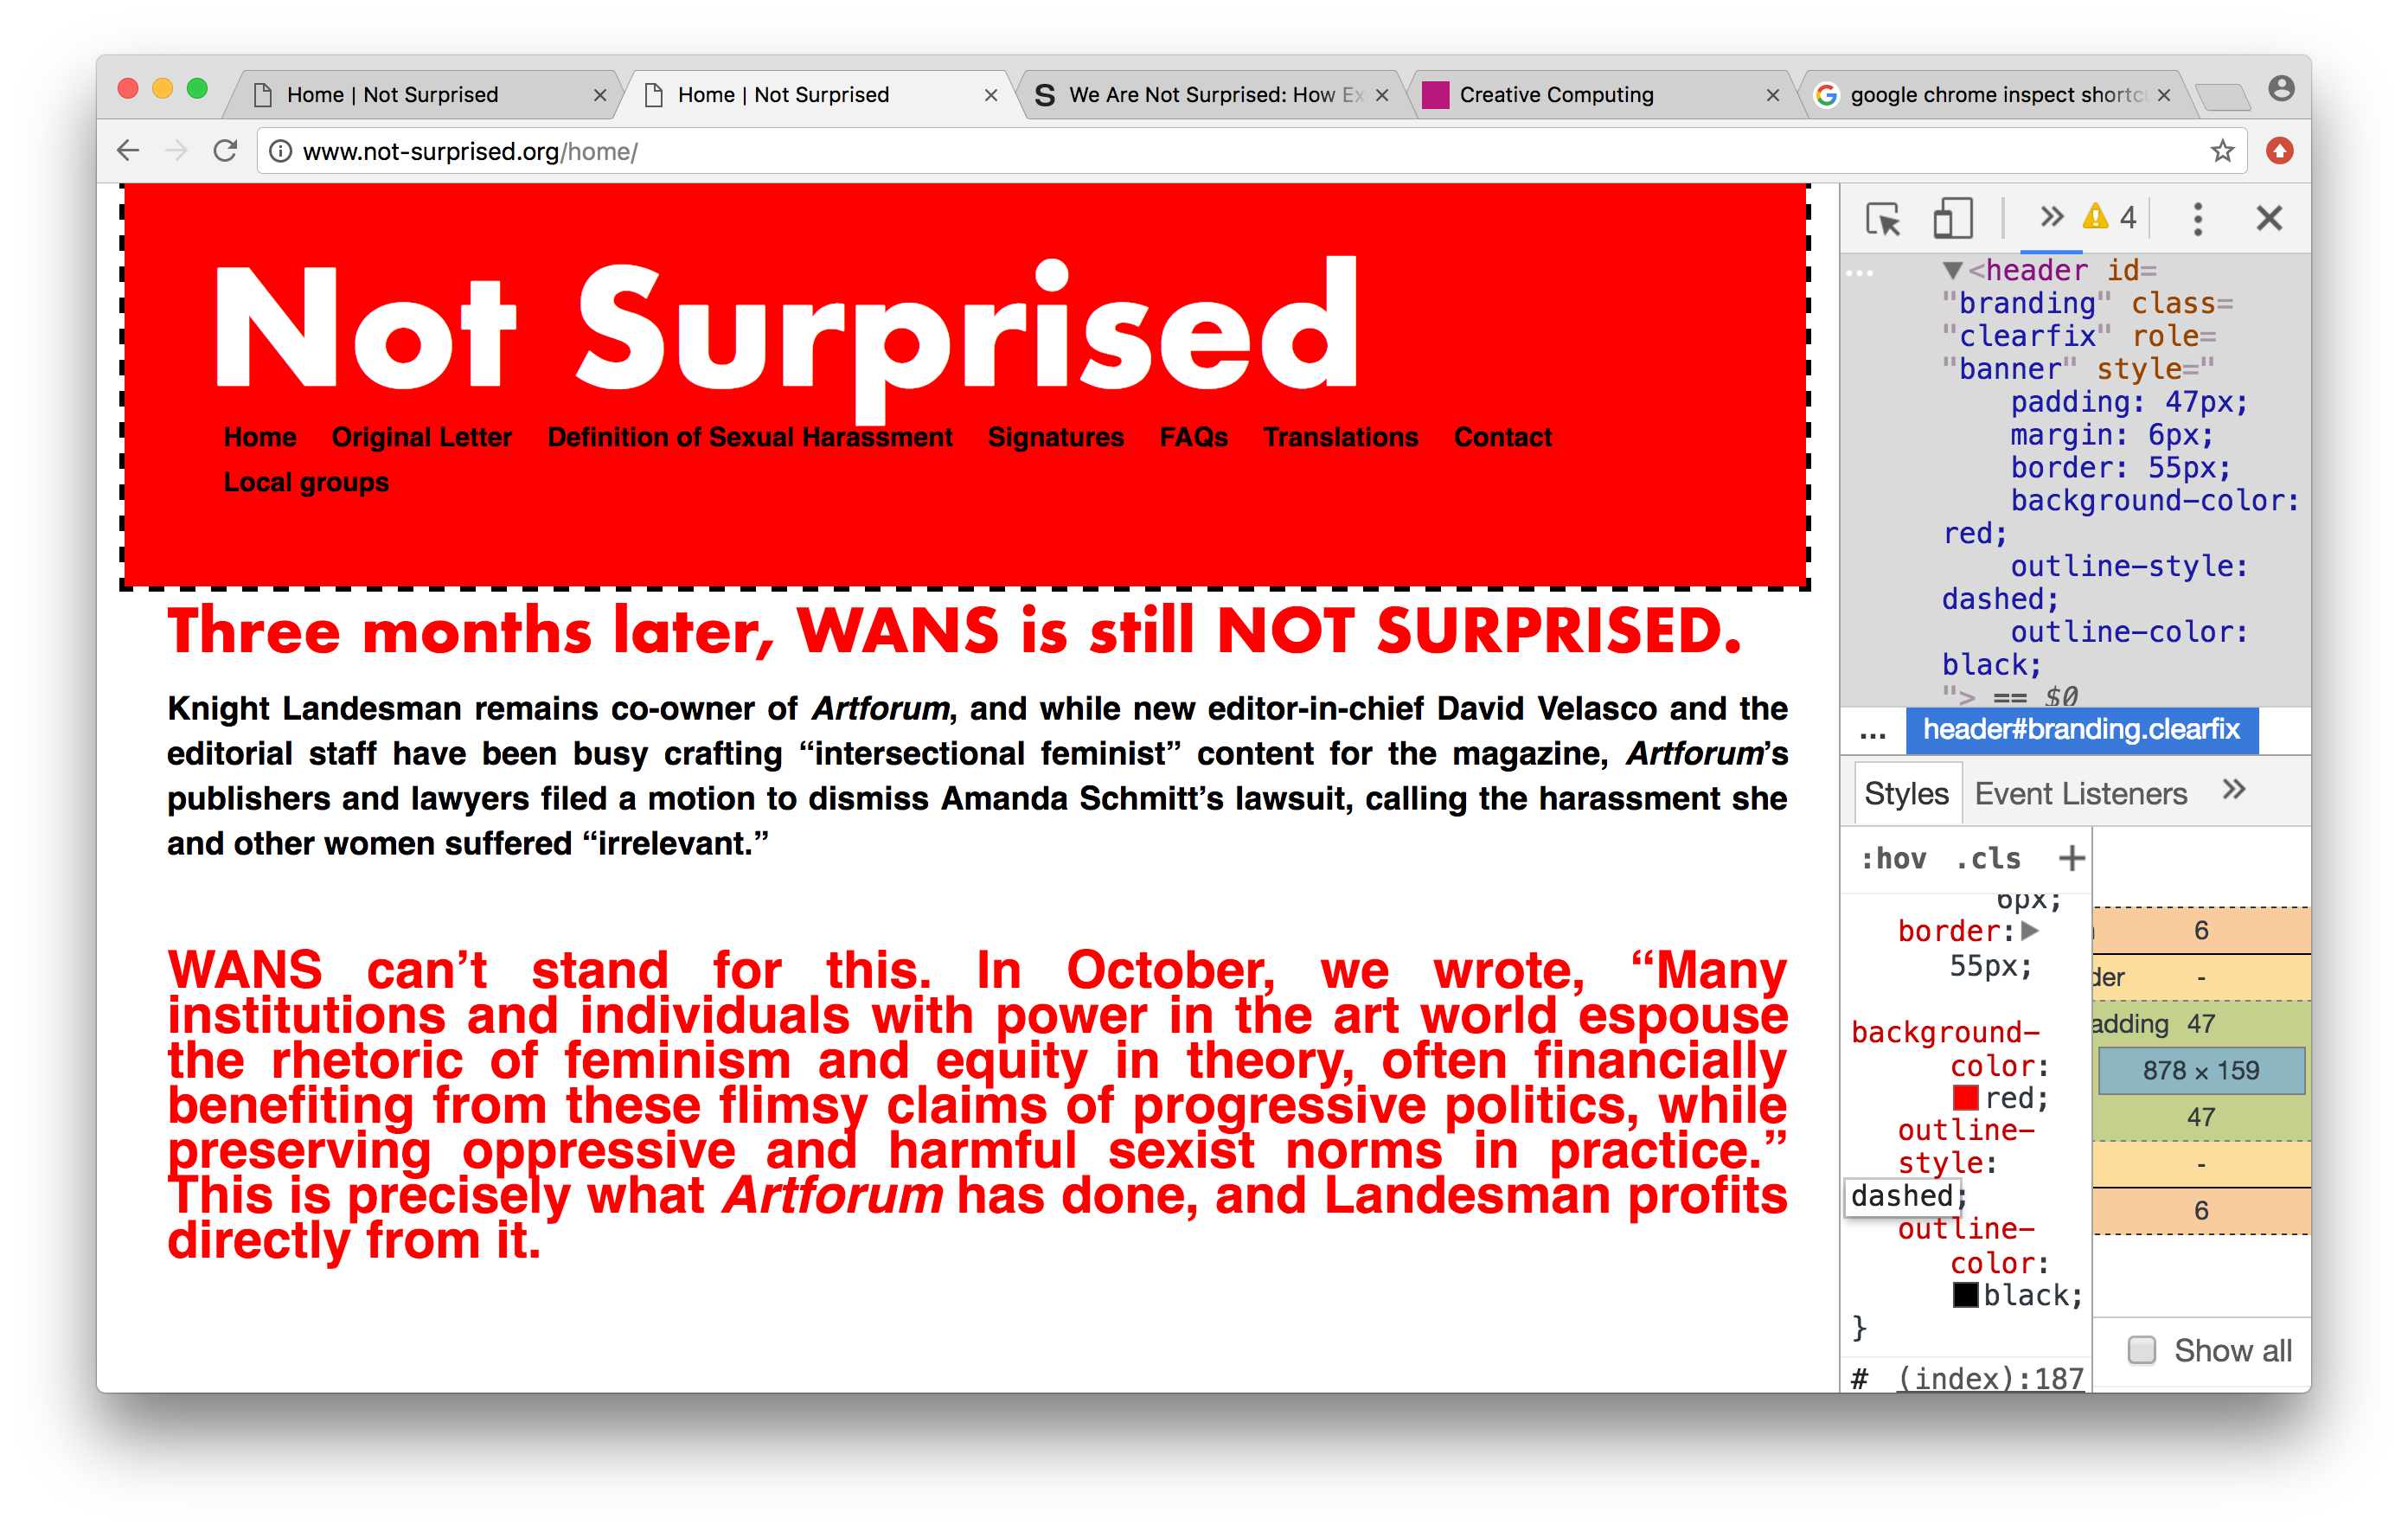 Home | Not Surprised
Home | Not Surprised
We Are Not Surprised: How Ex
Creative Computing
google chrome inspect shortc
www.not-surprised.org/home/
Not Surprised
Home Original Letter Definition of Sexual Harassment Signatures FAQs Translations Contact
Local groups
Three months later, WANS is still NOT SURPRISED.
Knight Landesman remains co-owner of Artforum, and while new editor-in-chief David Velasco and the
editorial staff have been busy crafting “intersectional feminist” content for the magazine, Artforum’s
publishers and lawyers filed a motion to dismiss Amanda Schmitt’s lawsuit, calling the harassment she
and other women suffered “irrelevant.”
WANS can’t stand for this. In October, we wrote, “Many
institutions and individuals with power in the art world espouse
the rhetoric of feminism and equity in theory, often financially
benefiting from these flimsy claims of progressive politics, while
preserving oppressive and harmful sexist norms in practice.”
This is precisely what Artforum has done, and Landesman profits
directly from it.
4
<header id=
"branding" class=
"clearfix" role=
"banner" style="
padding: 47px;
margin: 6px;
border: 55px;
background-color:
red;
outline-style:
dashed;
outline-color:
black;
"> == $0
... header#branding.clearfix
Styles Event Listeners
:hov .cls +
6px;
border:
55px;
background-
color:
red;
outline-
style:
dashed;
outline-
color:
black;
}
# (index):187
6
der -
adding 47
878 × 159
47
-
6
Show all